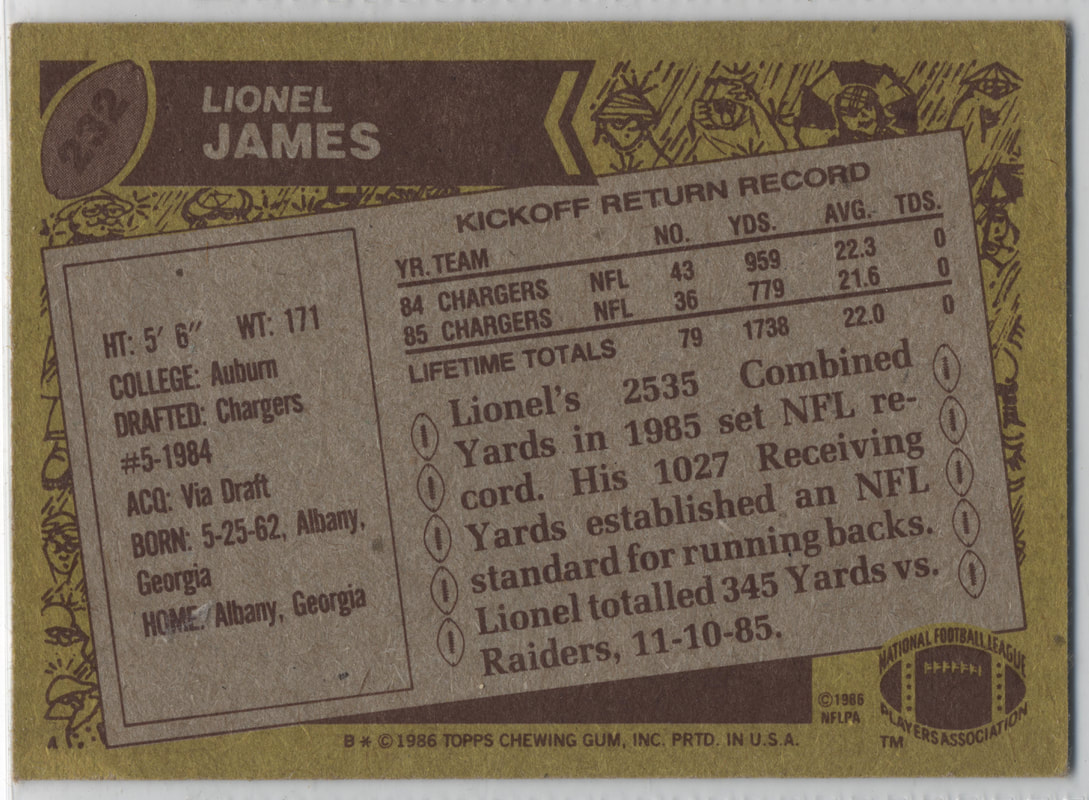 232
LIONEL
JAMES
KICKOFF RETURN RECORD
YR. TEAM NO. YDS. AVG. TDS.
84 CHARGERS NFL 43 959 22.3 0
85 CHARGERS NFL 36 779 21.6 0
LIFETIME TOTALS 79 1738 22.0 0
HT: 5′ 6″ WT: 171
COLLEGE: Auburn
DRAFTED: Chargers
#5-1984
ACQ: Via Draft
BORN: 5-25-62, Albany,
Georgia
HOME: Albany, Georgia
Lionel's 2535 Combined
Yards in 1985 set NFL re-
cord. His 1027 Receiving
Yards established an NFL
standard for running backs.
Lionel totalled 345 Yards vs.
Raiders, 11-10-85.
©1986
NFLPA
NATIONAL FOOTBALL LEAGUE
PLAYERS ASSOCIATION
TM
A
B * © 1986 TOPPS CHEWING GUM, INC. PRTD. IN U.S.A.